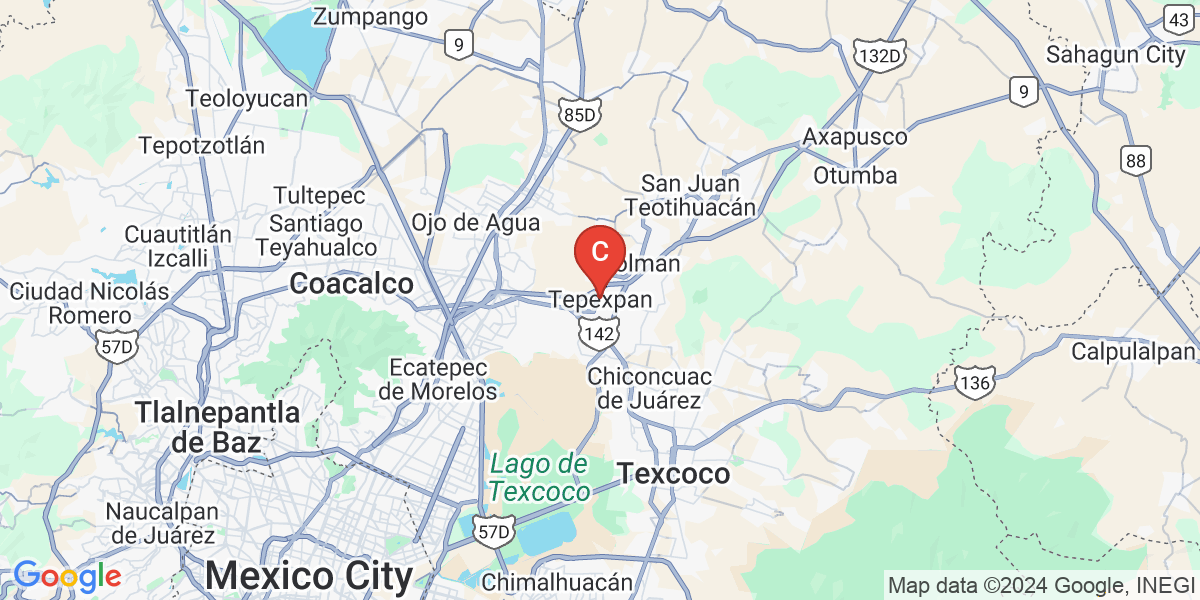 Zumpango
9
43
Sahagun City
132D
Teoloyucan
85D
9
Tepotzotlán
Axapusco
88
Otumba
Tultepec
San Juan
Teotihuacán
Santiago
Teyahualco
Ojo de Agua
Cuautitlán
Izcalli
C
olman
Coacalco
Ciudad Nicolás
Romero
Tepexpan
142
57D
Calpulalpan
Ecatepec
de Morelos
Chiconcuac
de Juárez
136
Tlalnepantla
de Baz
Lago de
Texcoco
Texcoco
Naucalpan
de Juárez
57D
Google
Mexico City
Chimalhuacán
Map data ©2024 Google, INEGI